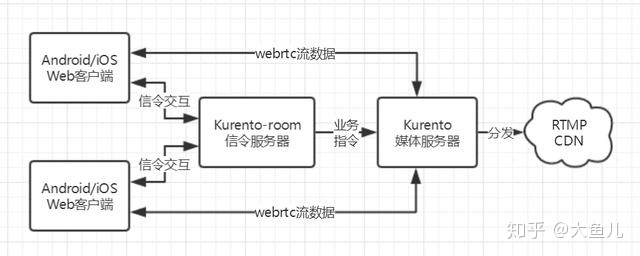 webrtc流数据
Android/iOS
Web客户端
信令交互
Kurento-room
信令服务器
业务
指令
Kurento
媒体服务器
分发
RTMP
CDN
信令交互
Android/iOS
Web客户端
webrtc流数据
知乎 @大鱼儿